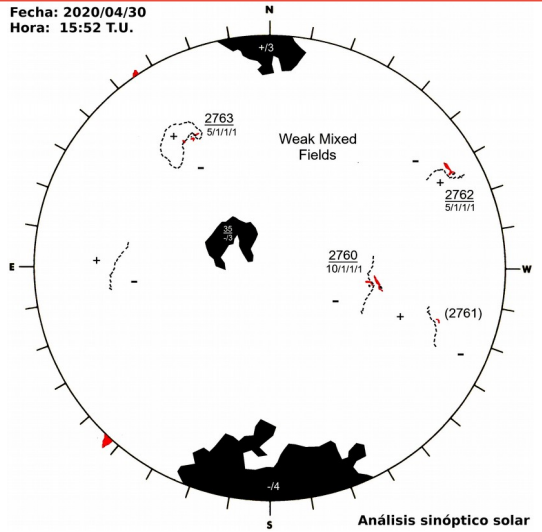 Fecha: 2020/04/30
Hora: 15:52 T.U.
N
+/3
2763
5/1/1/1
+
-
Weak Mixed
Fields
-
+
2762
5/1/1/1
35
-/3
2760
10/1/1/1
E
+
-
W
-
+
(2761)
-
-/4
S
Análisis sinóptico solar